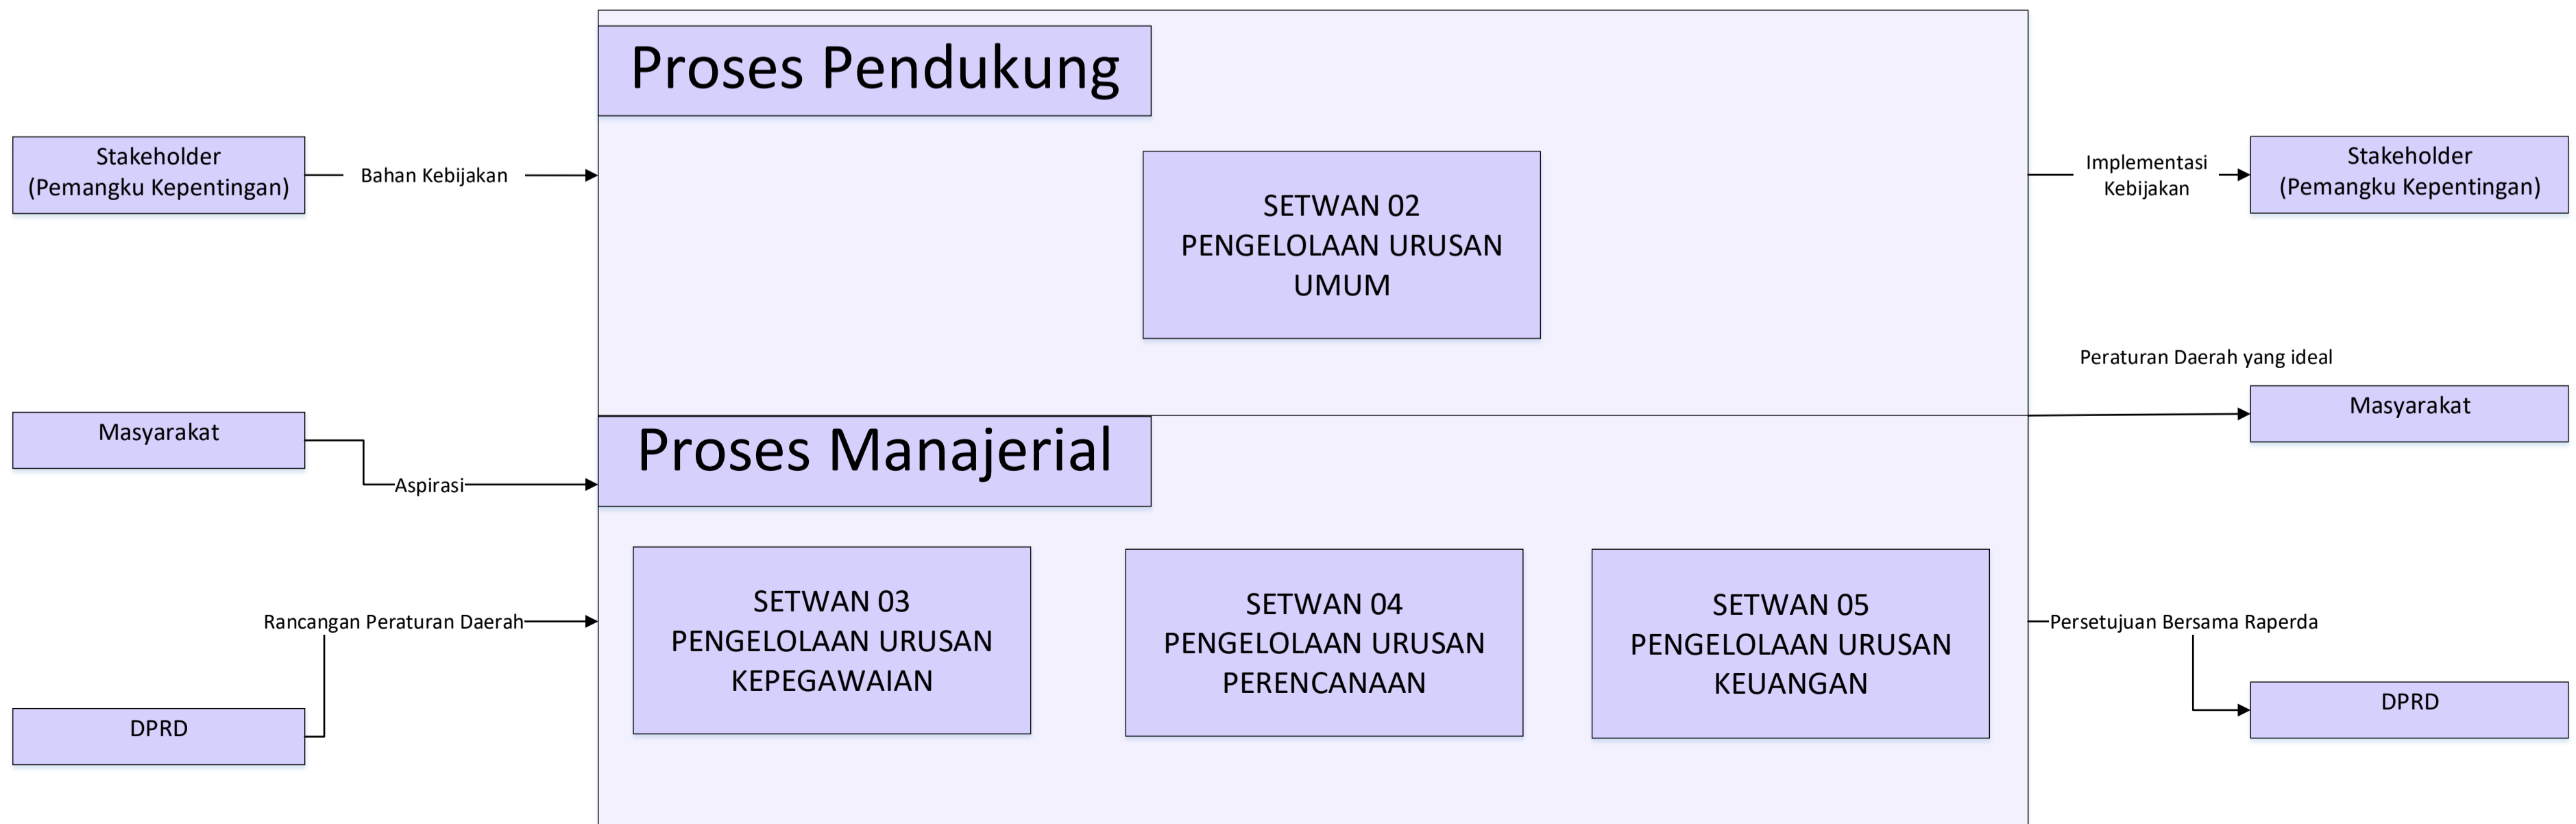 Proses Pendukung
Stakeholder
(Pemangku Kepentingan)
Bahan Kebijakan
SETWAN 02
PENGELOLAAN URUSAN
UMUM
Implementasi
Kebijakan
Stakeholder
(Pemangku Kepentingan)
Peraturan Daerah yang ideal
Masyarakat
Aspirasi
Proses Manajerial
Masyarakat
Rancangan Peraturan Daerah
DPRD
SETWAN 03
PENGELOLAAN URUSAN
KEPEGAWAIAN
SETWAN 04
PENGELOLAAN URUSAN
PERENCANAAN
SETWAN 05
PENGELOLAAN URUSAN
KEUANGAN
Persetujuan Bersama Raperda
DPRD